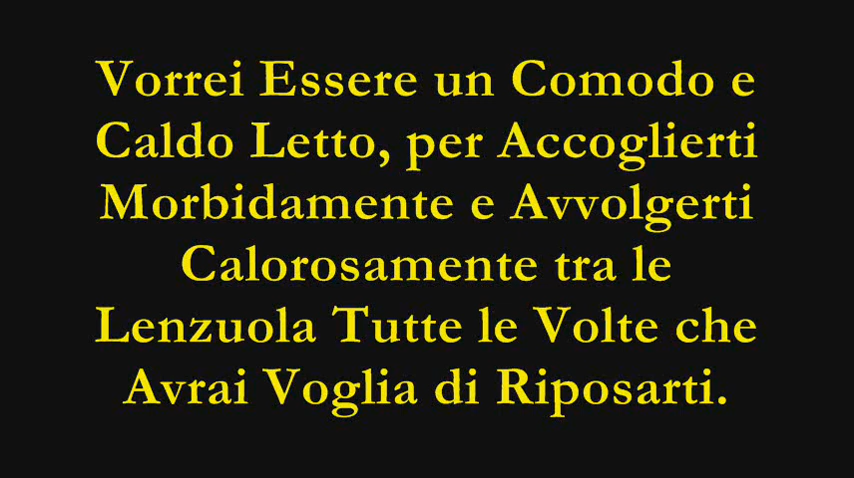 Vorrei Essere un Comodo e
Caldo Letto, per Accoglierti
Morbidamente e Avvolgerti
Calorosamente tra le
Lenzuola Tutte le Volte che
Avrai Voglia di Riposarti.